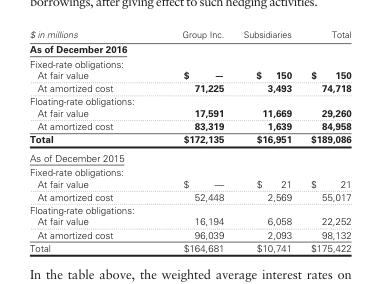 borrowings, after giving effect to such hedging activities.
$ in millions Group Inc. Subsidiaries Total
As of December 2016
Fixed-rate obligations:
At fair value $ — $ 150 $ 150
At amortized cost 71,225 3,493 74,718
Floating-rate obligations:
At fair value 17,591 11,669 29,260
At amortized cost 83,319 1,639 84,958
Total $172,135 $16,951 $189,086
As of December 2015
Fixed-rate obligations:
At fair value $ — $ 21 $ 21
At amortized cost 52,448 2,569 55,017
Floating-rate obligations:
At fair value 16,194 6,058 22,252
At amortized cost 96,039 2,093 98,132
Total $164,681 $10,741 $175,422
In the table above, the weighted average interest rates on